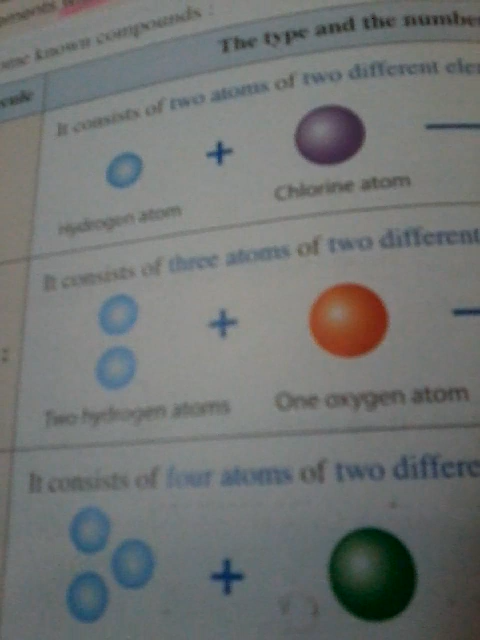 some known compounds :
The type and the number
It consists of two atoms of two different ele
+
Hydrogen atom
Chlorine atom
It consists of three atoms of two different
+
:
Two hydrogen atoms
One oxygen atom
It consists of four atoms of two differe
+